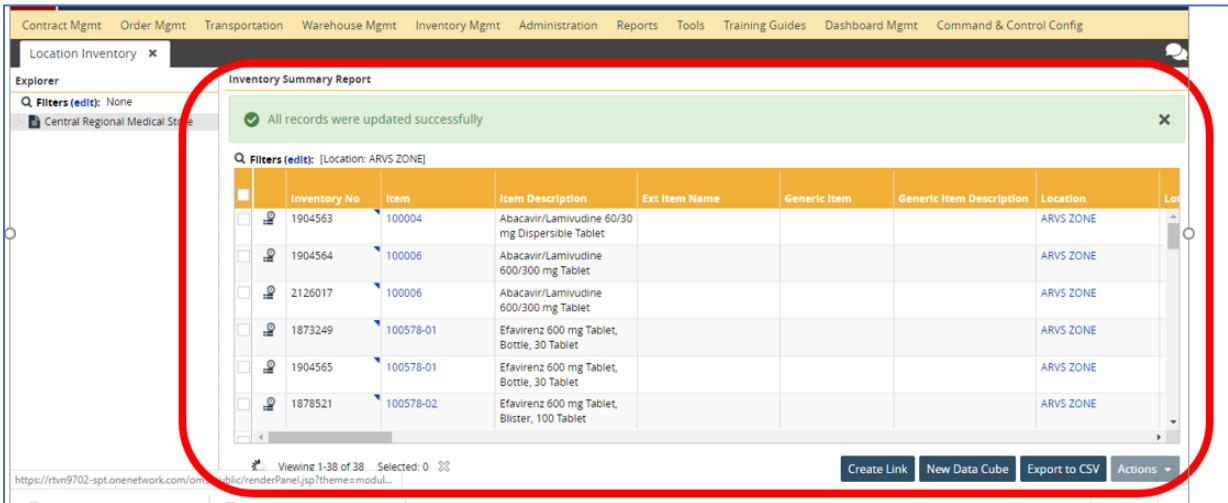 Contract Mgmt Order Mgmt Transportation Warehouse Mgmt Inventory Mgmt Administration Reports Tools Training Guides Dashboard Mgmt Command & Control Config
Location Inventory
Explorer
Filters (edit): None
Central Regional Medical Store
Inventory Summary Report
All records were updated successfully
Filters (edit): [Location: ARVS ZONE]
Inventory No Item Item Description Ext Item Name Generic Item Generic Item Description Location
1904563 100004 Abacavir/Lamivudine 60/30 ARVS ZONE
mg Dispersible Tablet
1904564 100006 Abacavir/Lamivudine ARVS ZONE
600/300 mg Tablet
2126017 100006 Abacavir/Lamivudine ARVS ZONE
600/300 mg Tablet
1873249 100578-01 Efavirenz 600 mg Tablet, ARVS ZONE
Bottle, 30 Tablet
1904565 100578-01 Efavirenz 600 mg Tablet, ARVS ZONE
Bottle, 30 Tablet
1878521 100578-02 Efavirenz 600 mg Tablet, ARVS ZONE
Blister, 100 Tablet
Viewing 1-38 of 38 Selected: 0
Create Link New Data Cube Export to CSV Actions